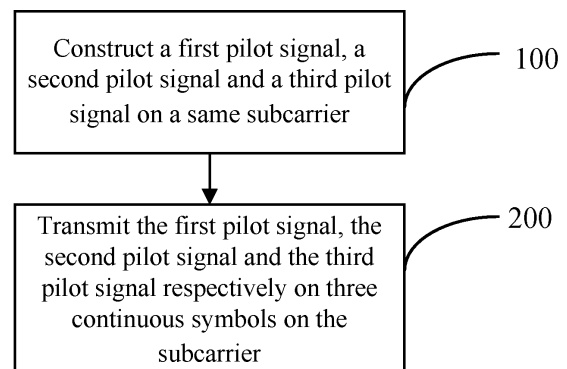 Construct a first pilot signal, a
second pilot signal and a third pilot
signal on a same subcarrier
100
Transmit the first pilot signal, the
second pilot signal and the third
pilot signal respectively on three
continuous symbols on the
subcarrier
200